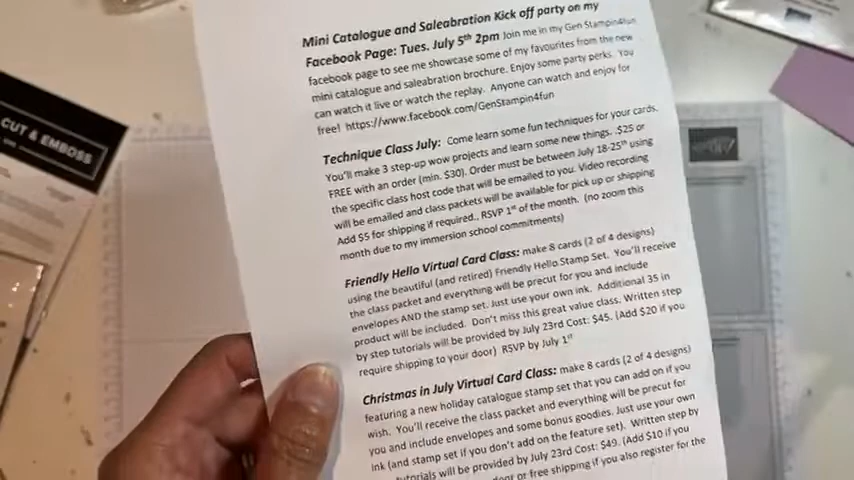 Mini Catalogue and Saleabration Kick off party on my
Facebook Page: Tues. July 5th 2pm Join me in my Gen Stampin4fun
facebook page to see me showcase some of my favourites from the new
mini catalogue and saleabration brochure. Enjoy some party perks. You
can watch it live or watch the replay. Anyone can watch and enjoy for
free! https://www.facebook.com/GenStampin4fun
Technique Class July: Come learn some fun techniques for your cards.
You'll make 3 step-up wow projects and learn some new things. .$25 or
FREE with an order (min. $30). Order must be between July 18-25th using
the specific class host code that will be emailed to you. Video recording
will be emailed and class packets will be available for pick up or shipping
Add $5 for shipping if required.. RSVP 1st of the month. (no zoom this
month due to my immersion school commitments)
Friendly Hello Virtual Card Class: make 8 cards (2 of 4 designs)
using the beautiful (and retired) Friendly Hello Stamp Set. You'll receive
the class packet and everything will be precut for you and include
envelopes AND the stamp set. Just use your own ink. Additional 35 in
product will be included. Don't miss this great value class. Written step
by step tutorials will be provided by July 23rd Cost: $45. (Add $20 if you
require shipping to your door) RSVP by July 1st
Christmas in July Virtual Card Class: make 8 cards (2 of 4 designs)
featuring a new holiday catalogue stamp set that you can add on if you
wish. You'll receive the class packet and everything will be precut for
you and include envelopes and some bonus goodies. Just use your own
ink (and stamp set if you don't add on the feature set). Written step by
tutorials will be provided by July 23rd Cost: $49. (Add $10 if you
door or free shipping if you also register for the
CUT & EMBOSS